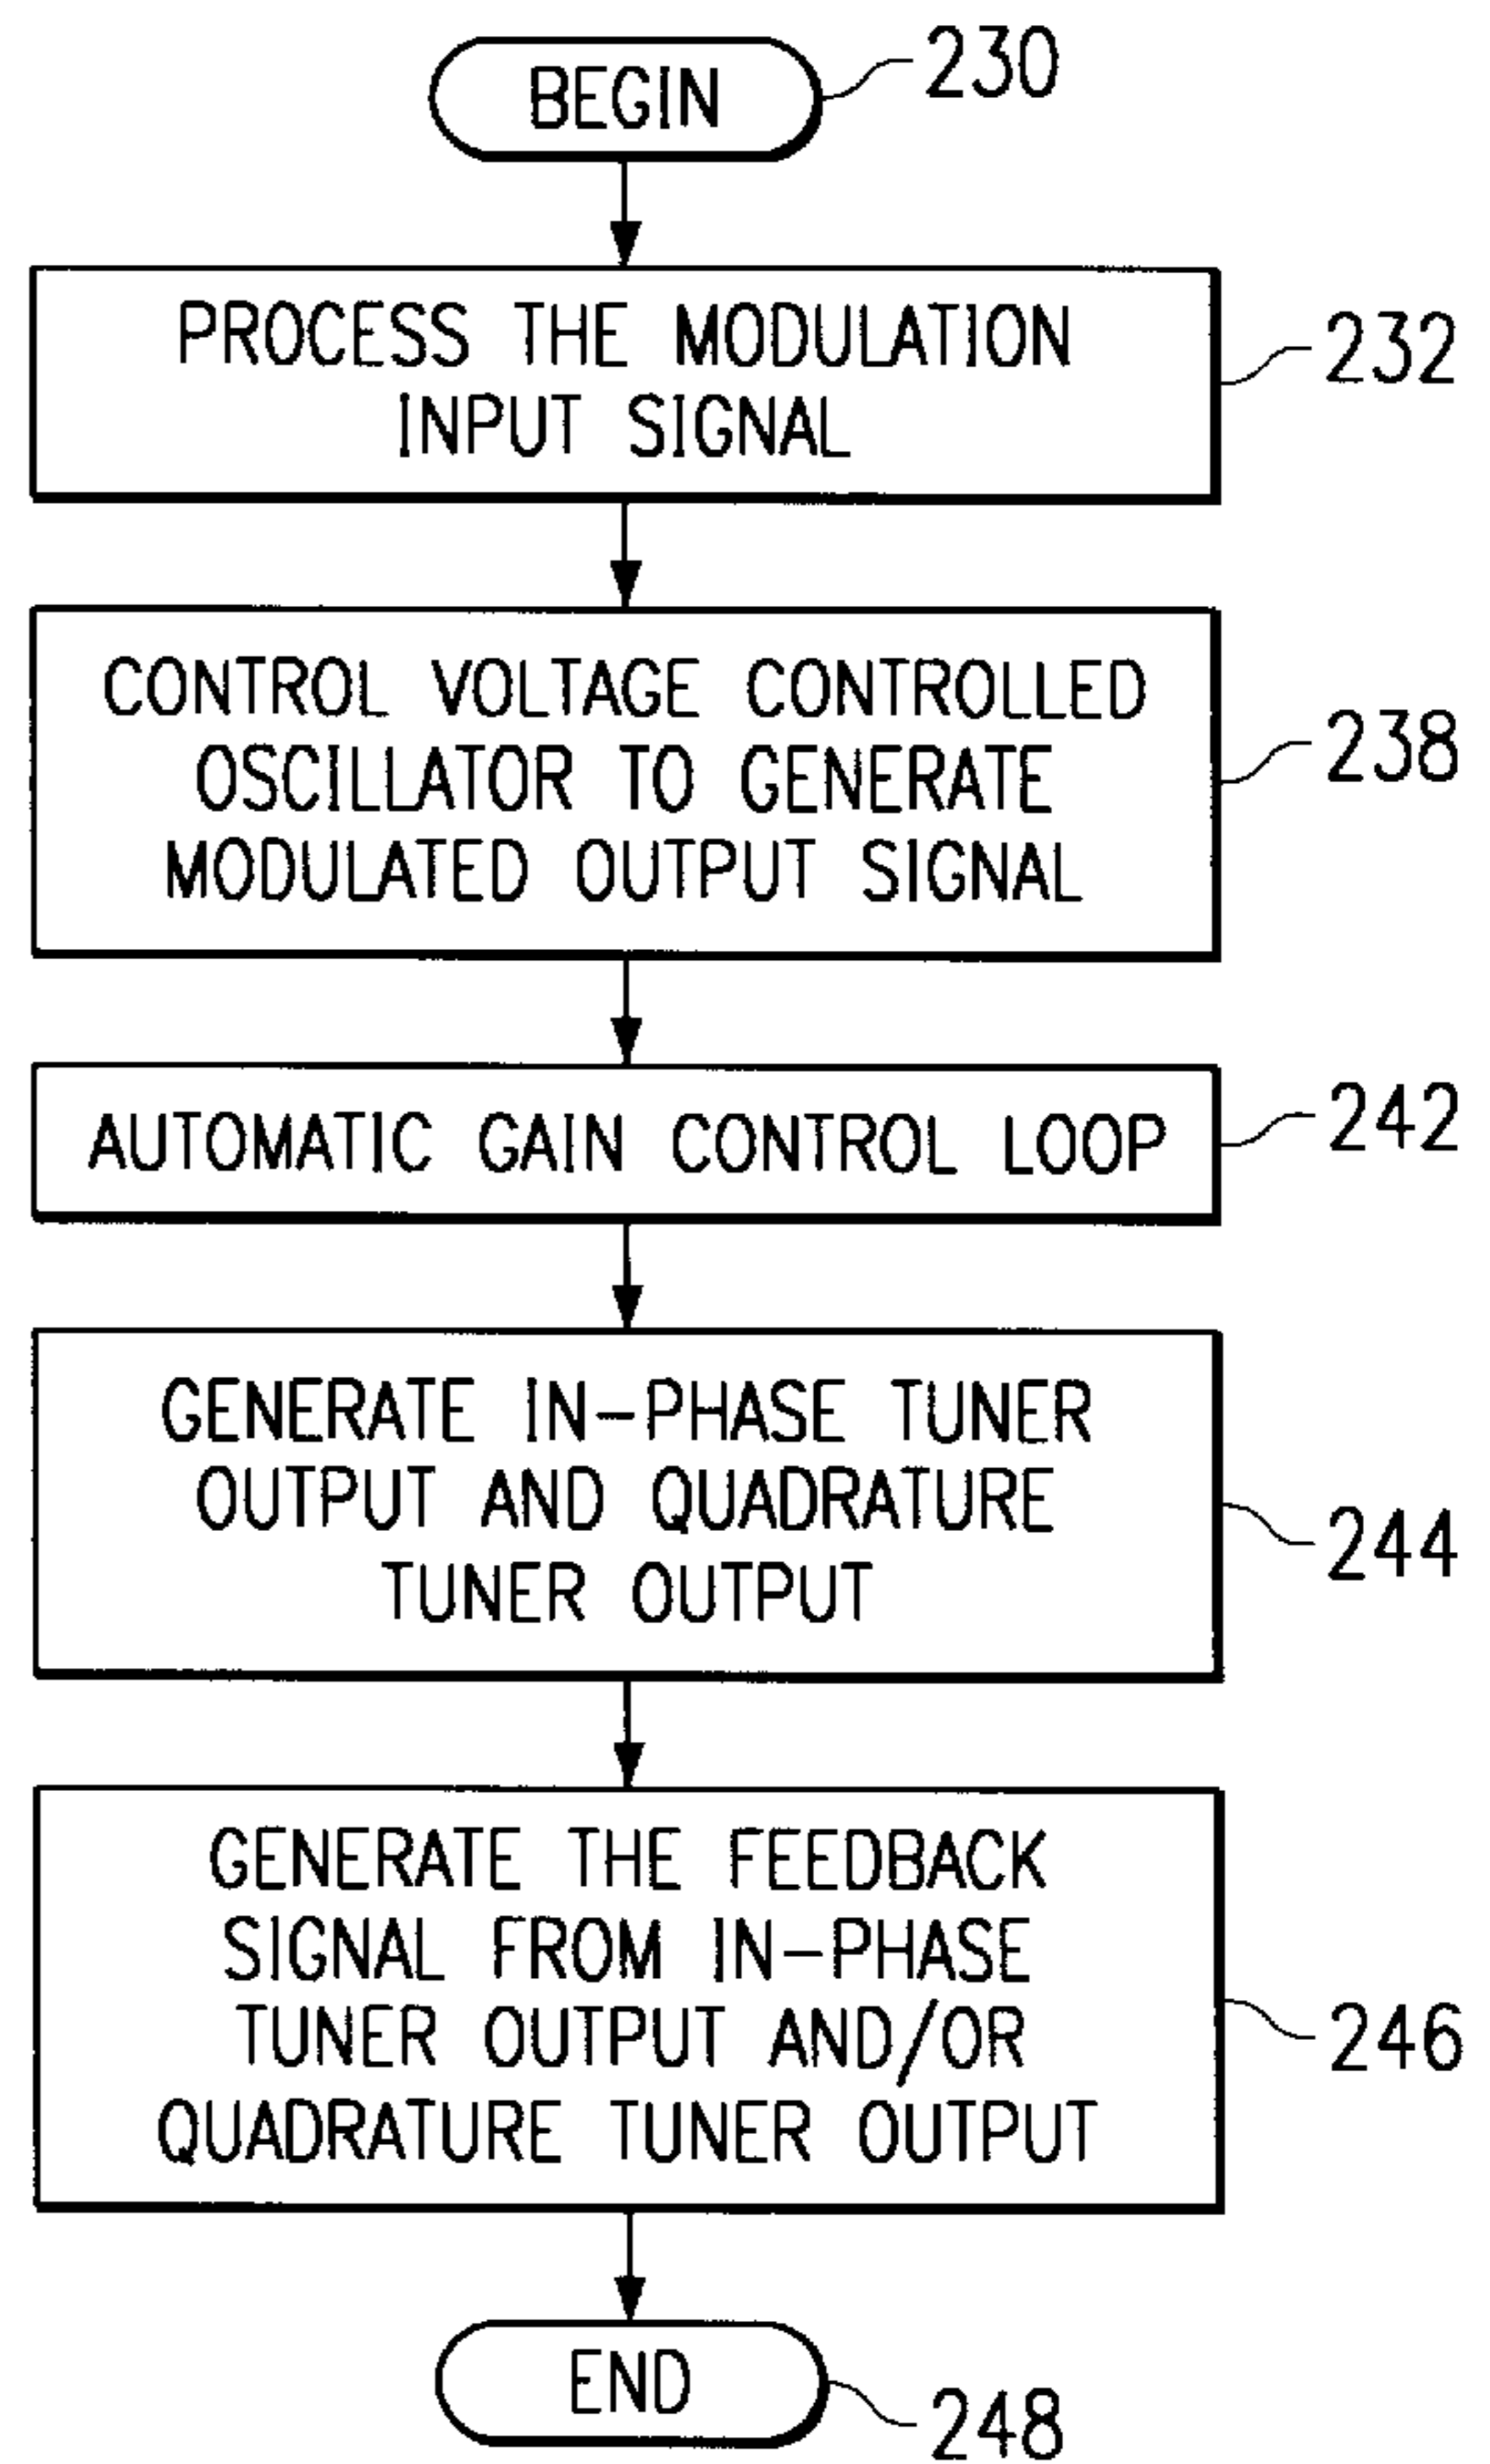 BEGIN
230
PROCESS THE MODULATION
INPUT SIGNAL
232
CONTROL VOLTAGE CONTROLLED
OSCILLATOR TO GENERATE
MODULATED OUTPUT SIGNAL
238
AUTOMATIC GAIN CONTROL LOOP
242
GENERATE IN-PHASE TUNER
OUTPUT AND QUADRATURE
TUNER OUTPUT
244
GENERATE THE FEEDBACK
SIGNAL FROM IN-PHASE
TUNER OUTPUT AND/OR
QUADRATURE TUNER OUTPUT
246
END
248